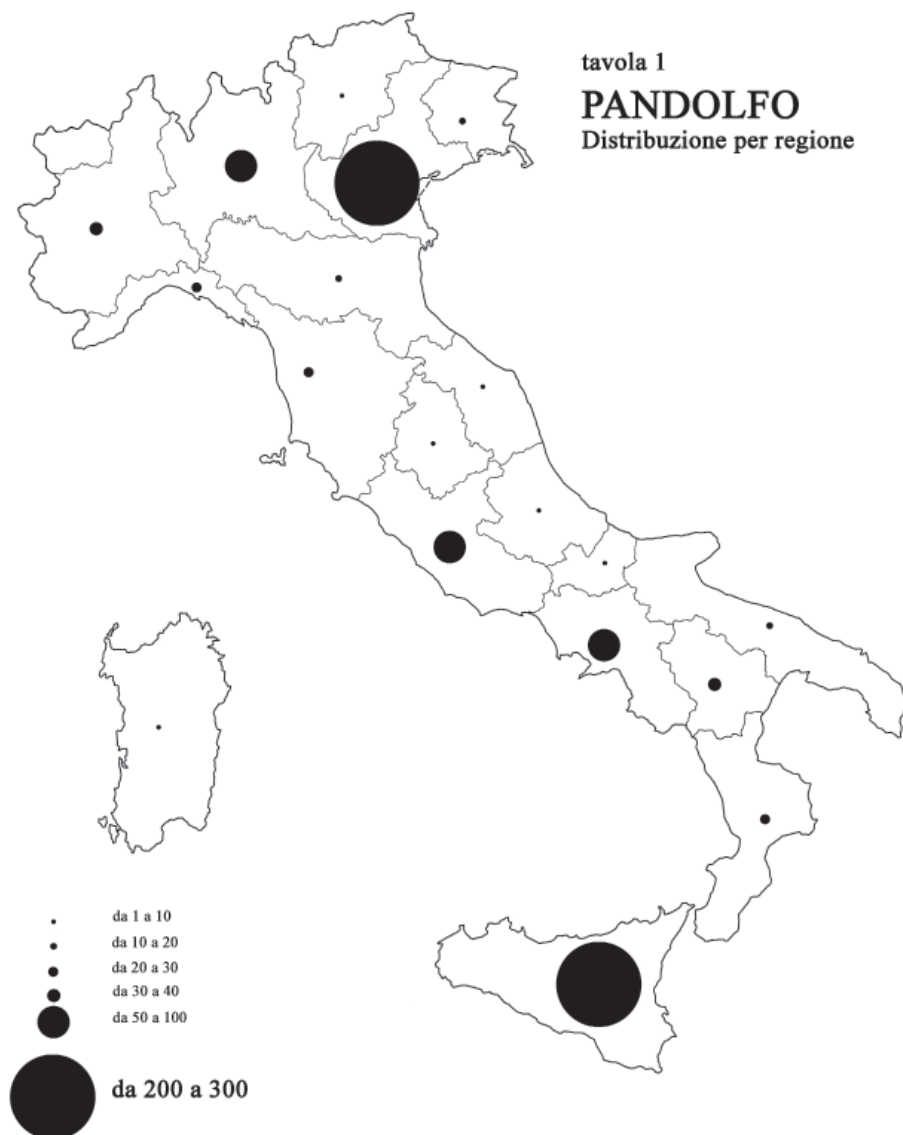 tavola 1
PANDOLFO
Distribuzione per regione
da 1 a 10
da 10 a 20
da 20 a 30
da 30 a 40
da 50 a 100
da 200 a 300